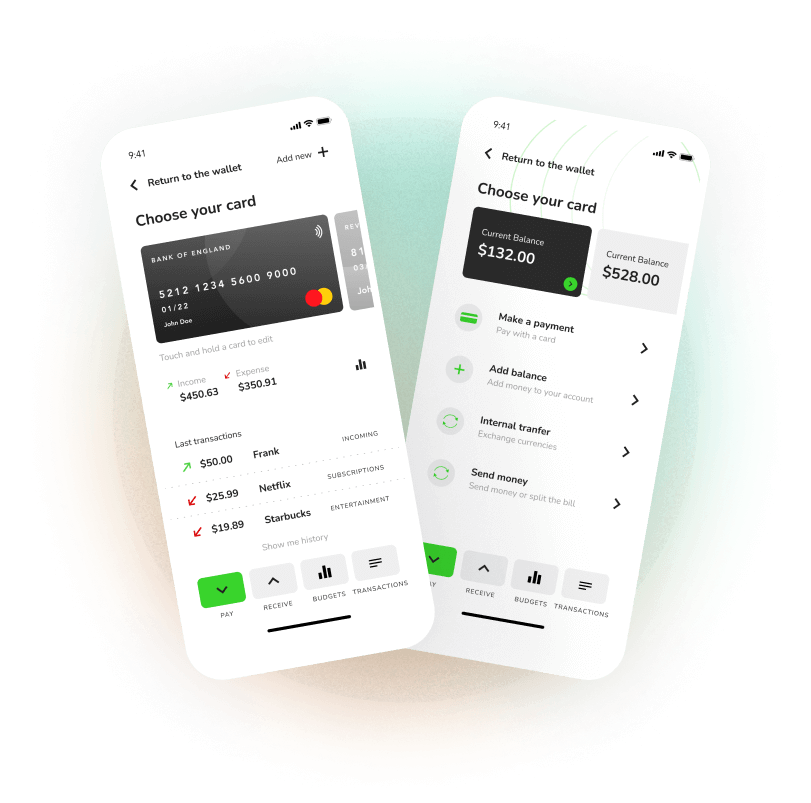 9:41
Return to the wallet
Add new
Choose your card
BANK OF ENGLAND
5212 1234 5600 9000
01/22
John Doe
REV
81
03
Joh
Touch and hold a card to edit
Income
$450.63
Expense
$350.91
Last transactions
$50.00 Frank INCOMING
$25.99 Netflix SUBSCRIPTIONS
$19.89 Starbucks ENTERTAINMENT
Show me history
PAY
RECEIVE
BUDGETS
TRANSACTIONS
9:41
Return to the wallet
Choose your card
Current Balance
$132.00
Current Balance
$528.00
Make a payment
Pay with a card
Add balance
Add money to your account
Internal tranfer
Exchange currencies
Send money
Send money or split the bill
AY
RECEIVE
BUDGETS
TRANSACTIONS